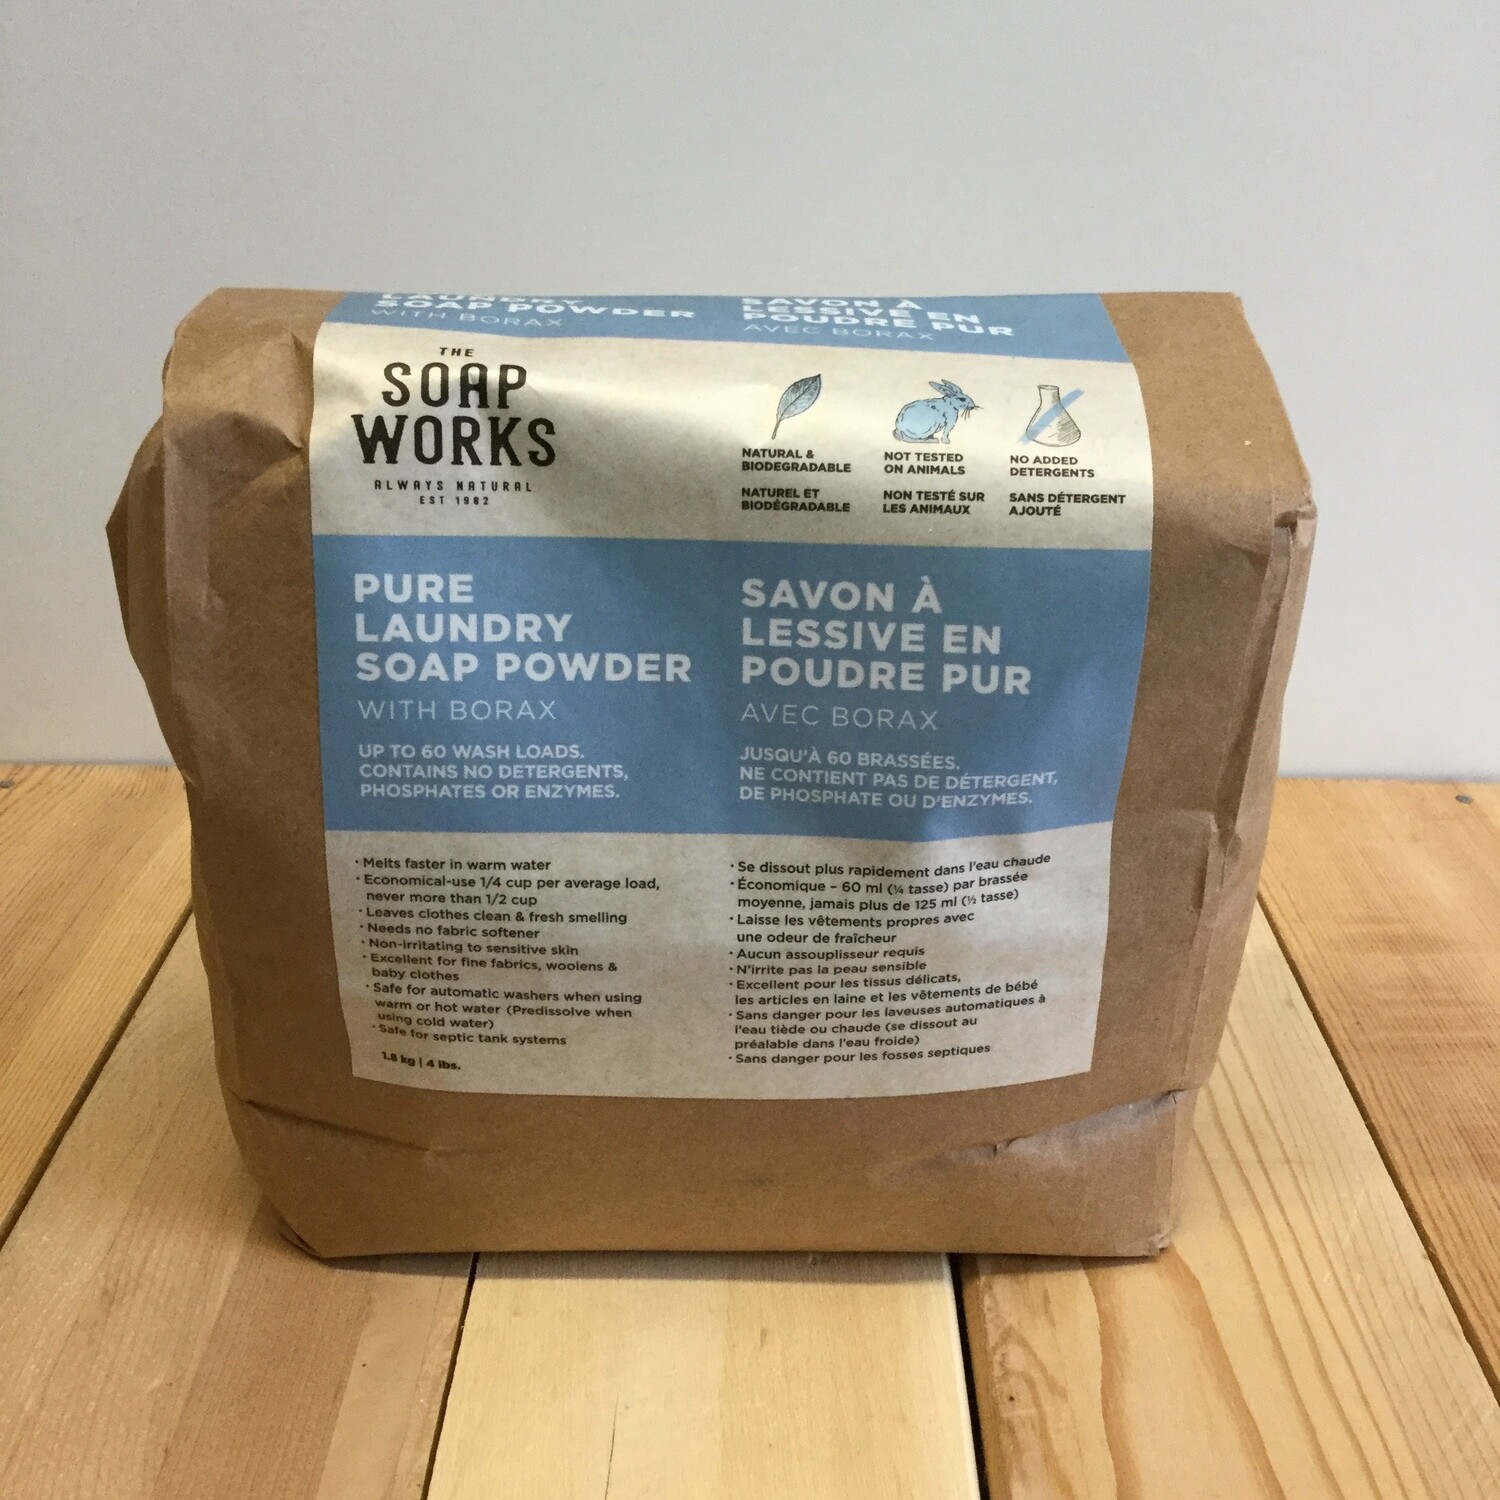 LAUNDRY
SOAP POWDER
WITH BORAX
SAVON À
LESSIVE EN
POUDRE PUR
AVEC BORAX
THE
SOAP
WORKS
ALWAYS NATURAL
EST 1982
NATURAL &
BIODEGRADABLE
NATUREL ET
BIODÉGRADABLE
NOT TESTED
ON ANIMALS
NON TESTÉ SUR
LES ANIMAUX
NO ADDED
DETERGENTS
SANS DÉTERGENT
AJOUTÉ
PURE
LAUNDRY
SOAP POWDER
WITH BORAX
UP TO 60 WASH LOADS.
CONTAINS NO DETERGENTS,
PHOSPHATES OR ENZYMES.
SAVON À
LESSIVE EN
POUDRE PUR
AVEC BORAX
JUSQU'À 60 BRASSÉES.
NE CONTIENT PAS DE DÉTERGENT,
DE PHOSPHATE OU D'ENZYMES.
· Melts faster in warm water
· Economical-use 1/4 cup per average load,
never more than 1/2 cup
· Leaves clothes clean & fresh smelling
· Needs no fabric softener
· Non-irritating to sensitive skin
· Excellent for fine fabrics, woolens &
baby clothes
· Safe for automatic washers when using
warm or hot water (Predissolve when
using cold water)
· Safe for septic tank systems
1.8 kg | 4 lbs.
· Se dissout plus rapidement dans l'eau chaude
· Économique – 60 ml (¼ tasse) par brassée
moyenne, jamais plus de 125 ml (½ tasse)
· Laisse les vêtements propres avec
une odeur de fraîcheur
· Aucun assouplisseur requis
· N'irrite pas la peau sensible
· Excellent pour les tissus délicats,
les articles en laine et les vêtements de bébé
· Sans danger pour les laveuses automatiques à
l'eau tiède ou chaude (se dissout au
préalable dans l'eau froide)
· Sans danger pour les fosses septiques